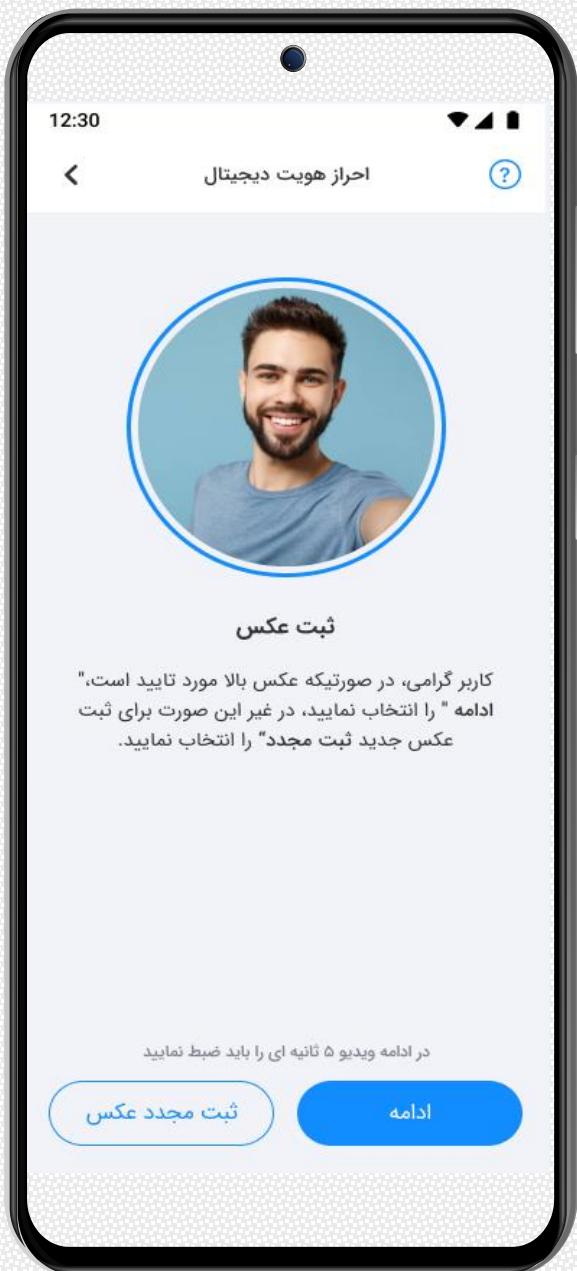 12:30
احراز هویت دیجیتال
?
ثبت عکس
کاربر گرامی، در صورتیکه عکس بالا مورد تایید است،"
ادامه " را انتخاب نمایید، در غیر این صورت برای ثبت
عکس جدید ثبت مجدد" را انتخاب نمایید.
در ادامه ویدیو ۵ ثانیه ای را باید ضبط نمایید
ادامه
ثبت مجدد عکس